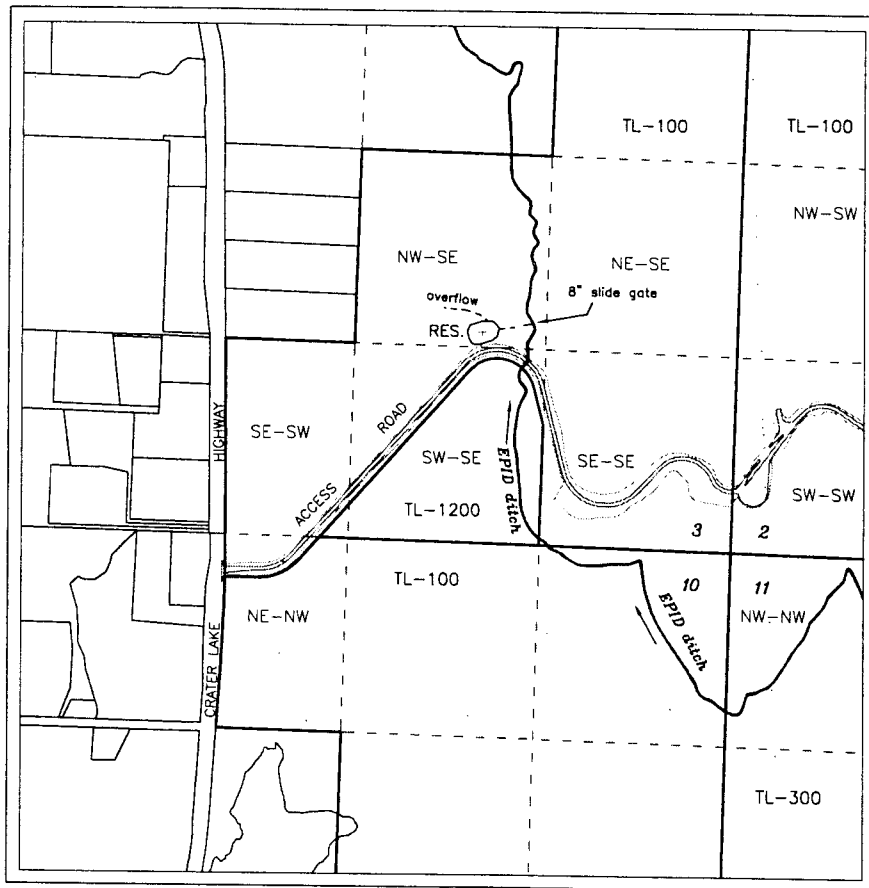 TL-100
TL-100
NW-SW
NW-SE
NE-SE
overflow
8" slide gate
RES.
HIGHWAY
SE-SW
ACCESS ROAD
SW-SE
EPID ditch
SE-SE
SW-SW
TL-1200
3
2
TL-100
10
11
NE-NW
EPID ditch
NW-NW
CRATER LAKE
TL-300